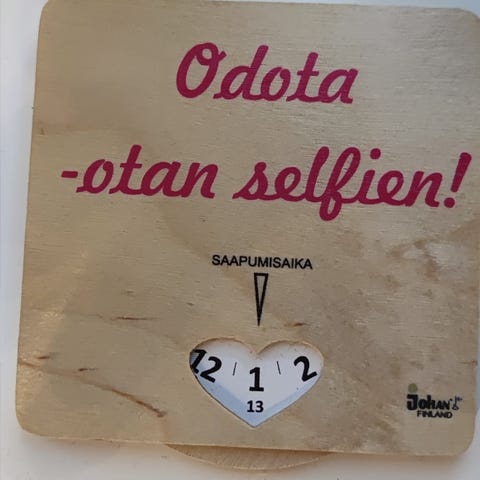 Odota
-otan selfien!
SAAPUMISAIKA
12 1 2
13
JOHAN
FINLAND